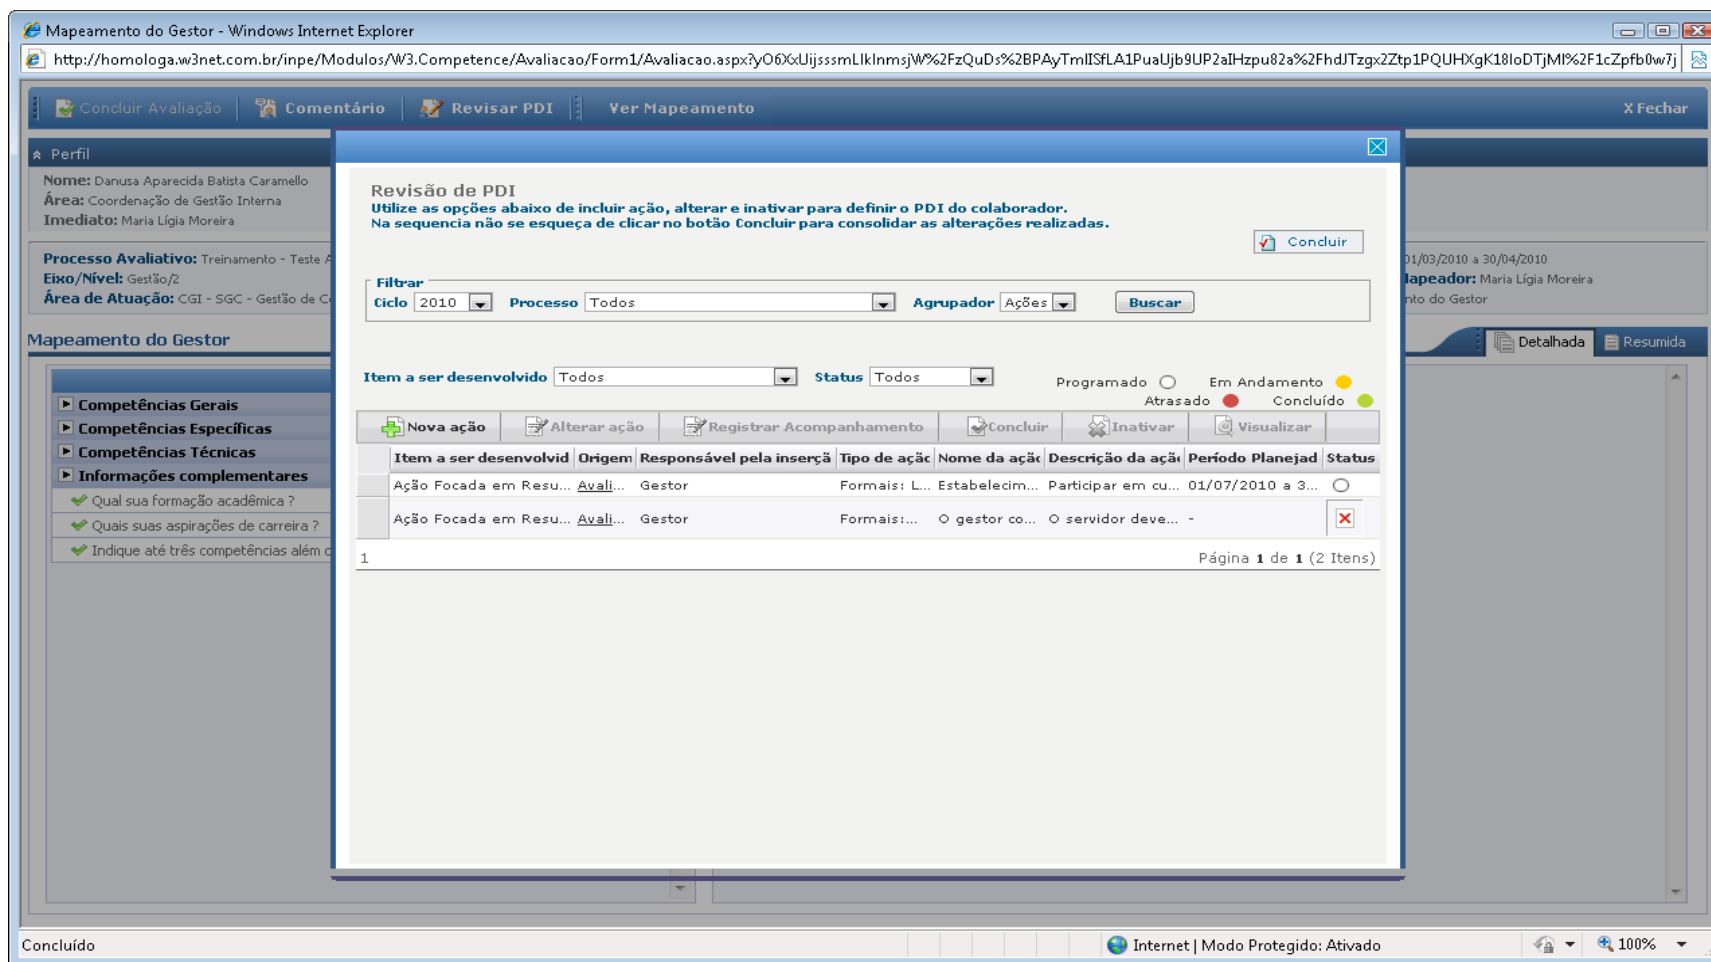 Mapeamento do Gestor - Windows Internet Explorer
http://homologa.w3net.com.br/inpe/Modulos/W3.Competence/Avaliacao/Form1/Avaliacao.aspx?
Concluir Avaliação Comentário Revisar PDI Ver Mapeamento X Fechar
Perfil
Nome: Danusa Aparecida Batista Caramello
Área: Coordenação de Gestão Interna
Imediato: Maria Lígia Moreira
Processo Avaliativo: Treinamento - Teste
Eixo/Nível: Gestão/2
Área de Atuação: CGI - SGC - Gestão de
01/03/2010 a 30/04/2010
Mapeador: Maria Lígia Moreira
do Gestor
Mapeamento do Gestor
Detalhada Resumida
Competências Gerais
Competências Específicas
Competências Técnicas
Informações complementares
Qual sua formação acadêmica ?
Quais suas aspirações de carreira ?
Indique até três competências além
Revisão de PDI
Utilize as opções abaixo de incluir ação, alterar e inativar para definir o PDI do colaborador.
Na sequencia não se esqueça de clicar no botão Concluir para consolidar as alterações realizadas.
Concluir
Filtrar
Ciclo 2010 Processo Todos Agrupador Ações Buscar
Item a ser desenvolvido Todos Status Todos
Programado Em Andamento
Atrasado Concluído
Nova ação Alterar ação Registrar Acompanhamento Concluir Inativar Visualizar
Item a ser desenvolvid Origem Responsável pela inserçã Tipo de ação Nome da ação Descrição da ação Período Planejad Status
Ação Focada em Resu... Avali... Gestor Formais: L... Estabelecim... Participar em cu... 01/07/2010 a 3...
Ação Focada em Resu... Avali... Gestor Formais:... O gestor co... O servidor deve... -
1 Página 1 de 1 (2 Itens)
Concluído Internet | Modo Protegido: Ativado 100%